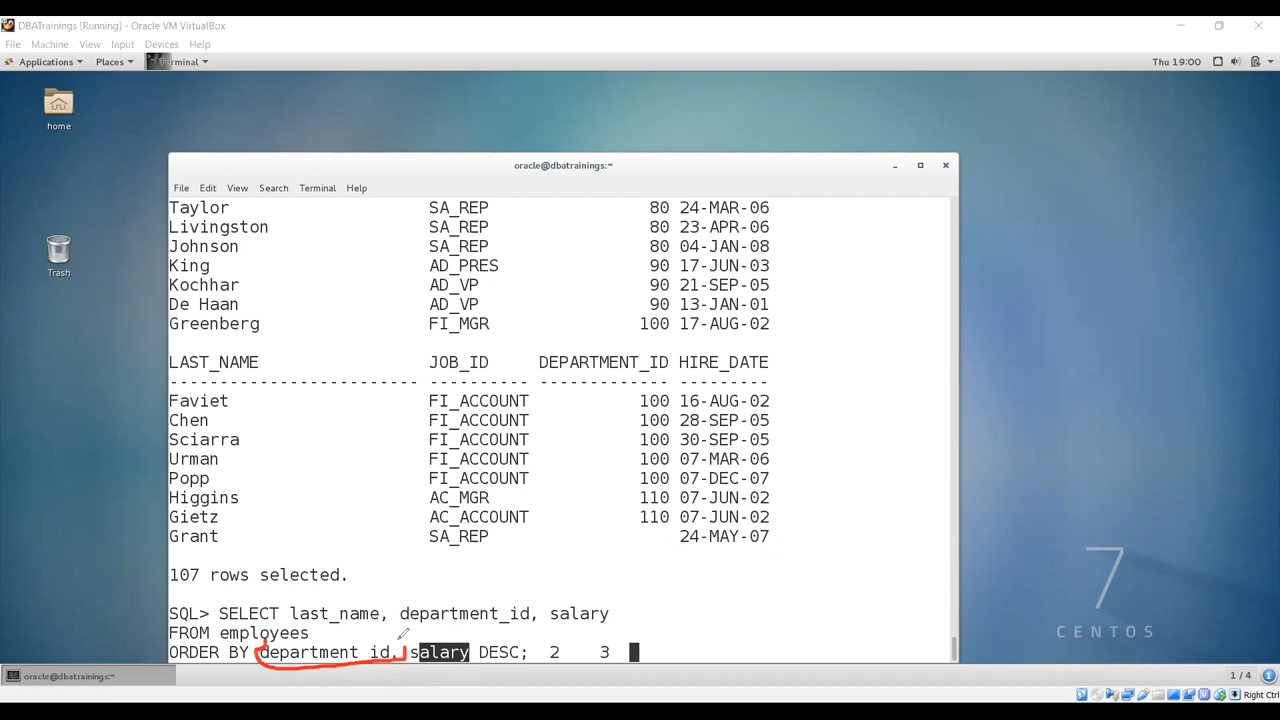 DBATrainings [Running] - Oracle VM VirtualBox
File Machine View Input Devices Help
Applications Places Terminal Thu 19:00
home
Trash
oracle@dbatrainings:~
File Edit View Search Terminal Help
Taylor SA_REP 80 24-MAR-06
Livingston SA_REP 80 23-APR-06
Johnson SA_REP 80 04-JAN-08
King AD_PRES 90 17-JUN-03
Kochhar AD_VP 90 21-SEP-05
De Haan AD_VP 90 13-JAN-01
Greenberg FI_MGR 100 17-AUG-02
LAST_NAME JOB_ID DEPARTMENT_ID HIRE_DATE
------------------------- ---------- ------------- ---------
Faviet FI_ACCOUNT 100 16-AUG-02
Chen FI_ACCOUNT 100 28-SEP-05
Sciarra FI_ACCOUNT 100 30-SEP-05
Urman FI_ACCOUNT 100 07-MAR-06
Popp FI_ACCOUNT 100 07-DEC-07
Higgins AC_MGR 110 07-JUN-02
Gietz AC_ACCOUNT 110 07-JUN-02
Grant SA_REP 24-MAY-07
107 rows selected.
SQL> SELECT last_name, department_id, salary
FROM employees
ORDER BY department_id, salary DESC; 2 3
7
CENTOS
oracle@dbatrainings:~ 1 / 4 1
Right Ctrl